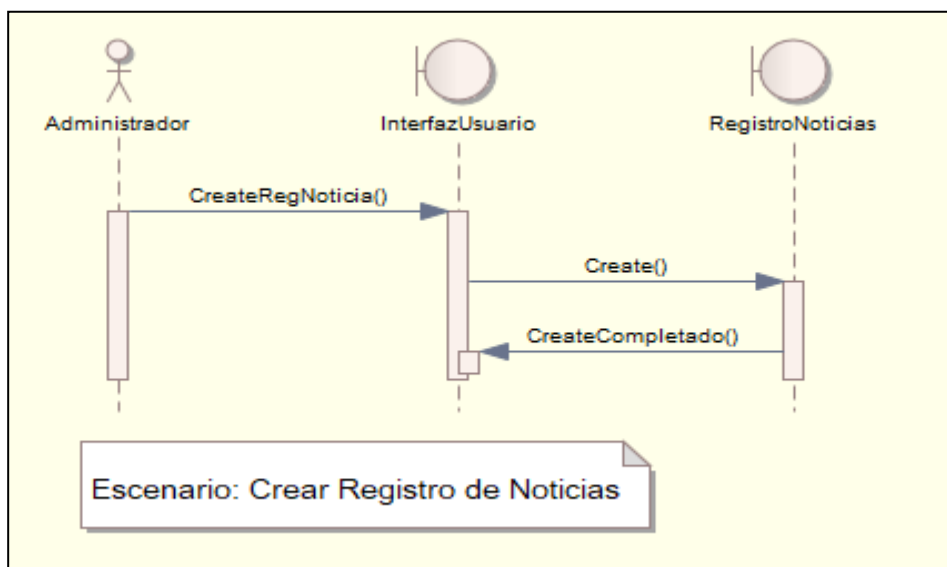 Administrador
InterfazUsuario
RegistroNoticias
CreateRegNoticia()
Create()
CreateCompletado()
Escenario: Crear Registro de Noticias